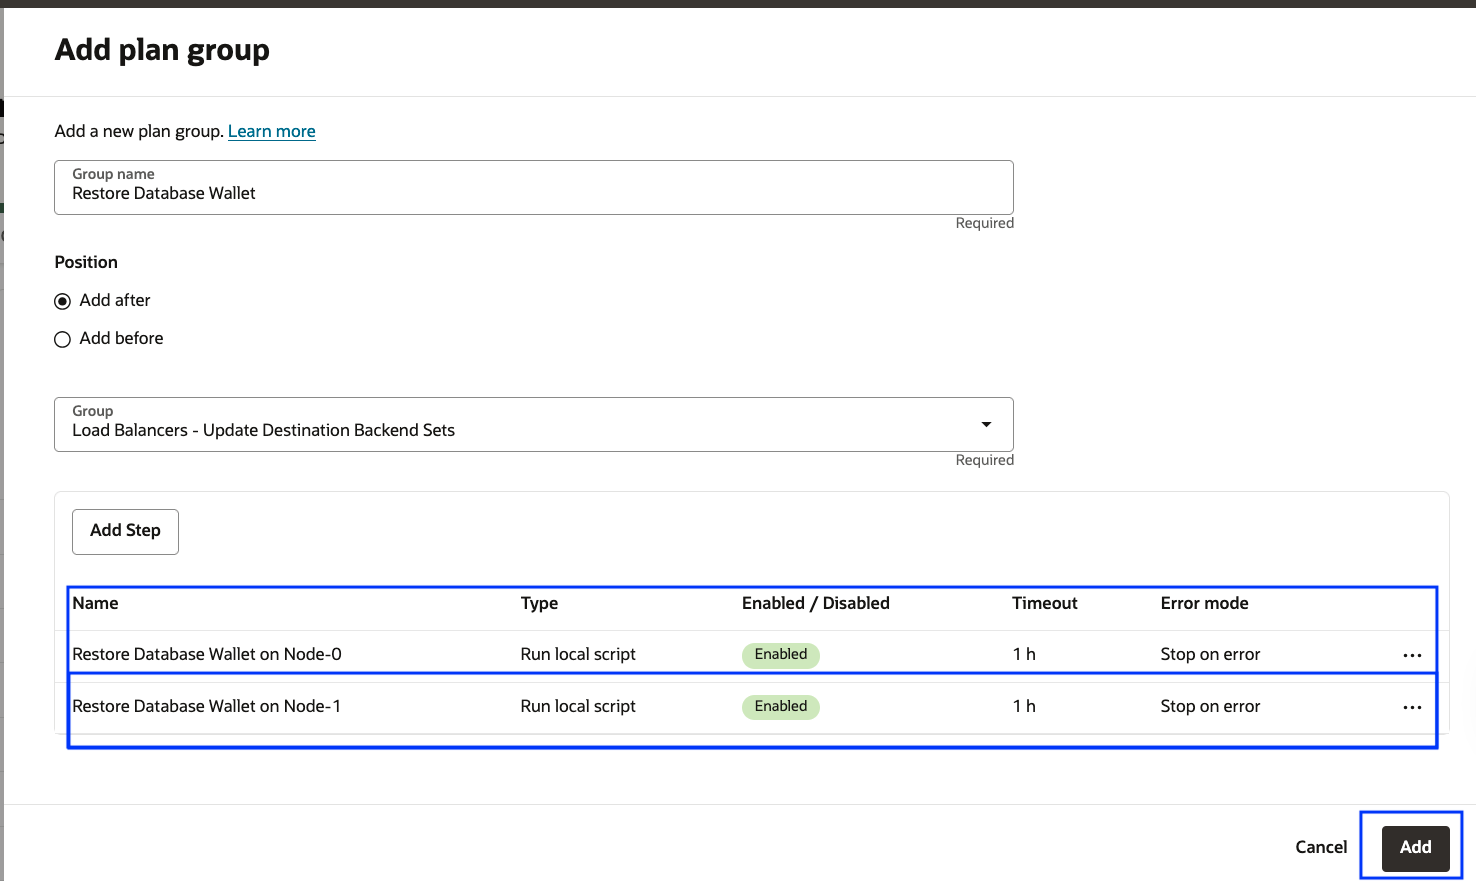 Add plan group
Add a new plan group. Learn more
Group name
Restore Database Wallet
Required
Position
Add after
Add before
Group
Load Balancers - Update Destination Backend Sets
Required
Add Step
Name Type Enabled / Disabled Timeout Error mode
Restore Database Wallet on Node-0 Run local script Enabled 1 h Stop on error ...
Restore Database Wallet on Node-1 Run local script Enabled 1 h Stop on error ...
Cancel Add